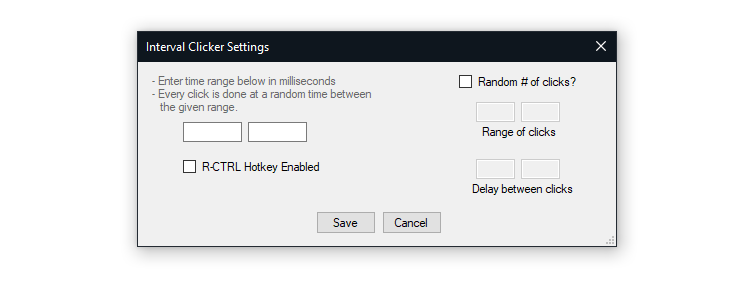 Interval Clicker Settings
- Enter time range below in milliseconds
- Every click is done at a random time between
the given range.
R-CTRL Hotkey Enabled
Random # of clicks?
Range of clicks
Delay between clicks
Save
Cancel